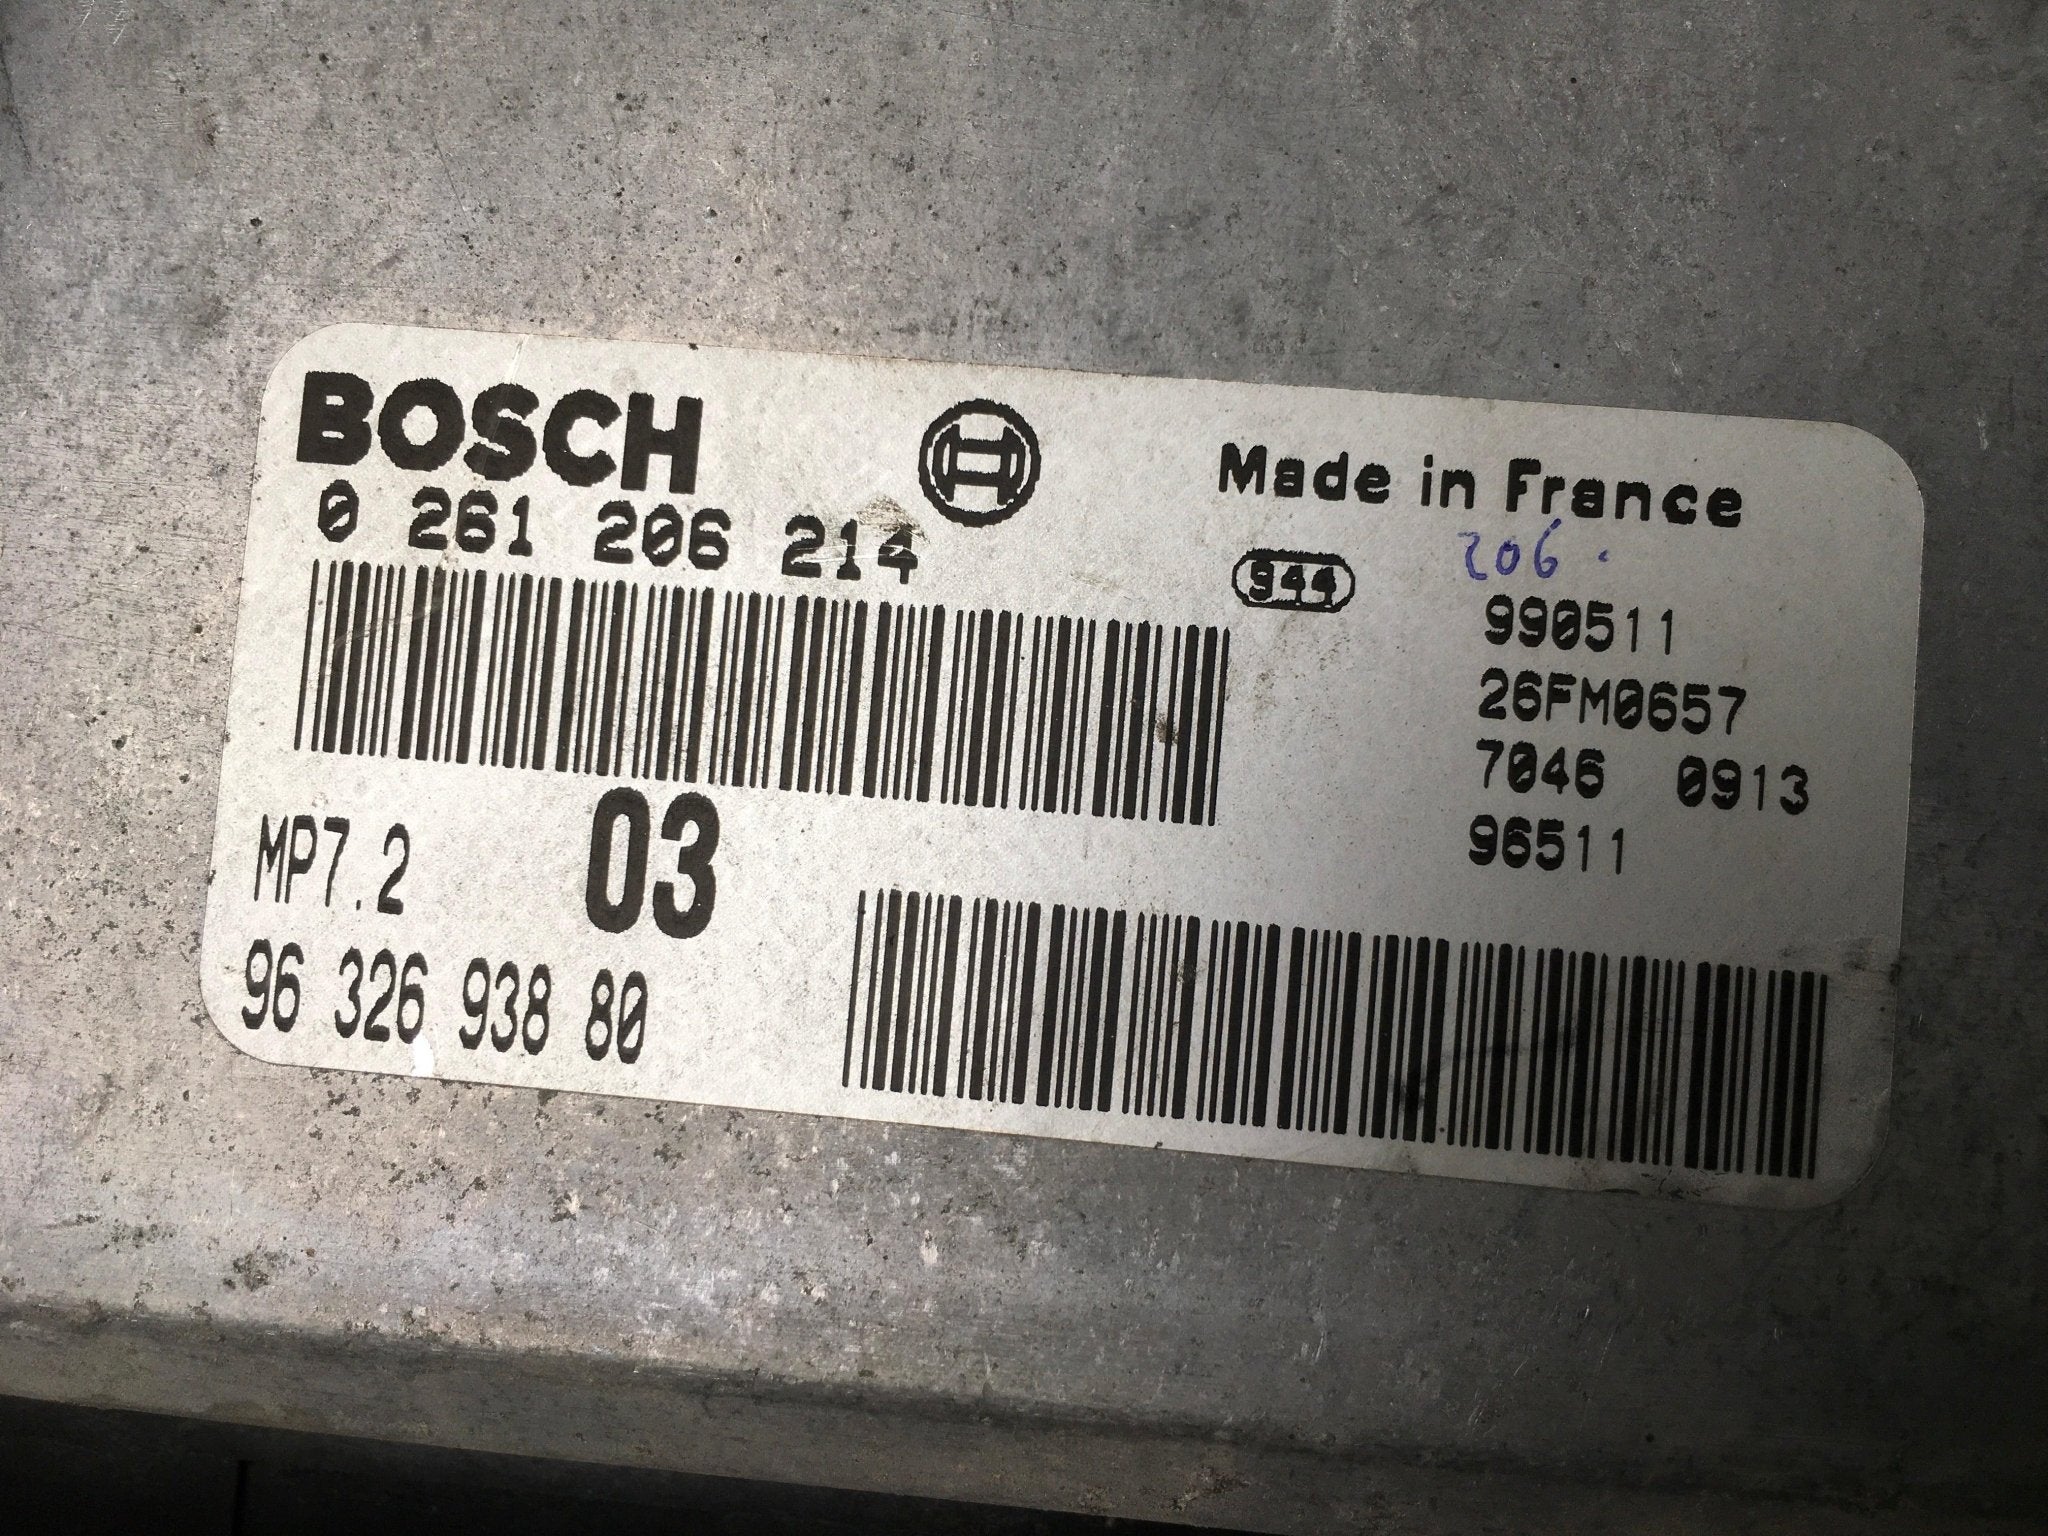 BOSCH
Made in France
0 261 206 214
206.
944
990511
26FM0657
7046 0913
96511
MP7.2 03
96 326 938 80